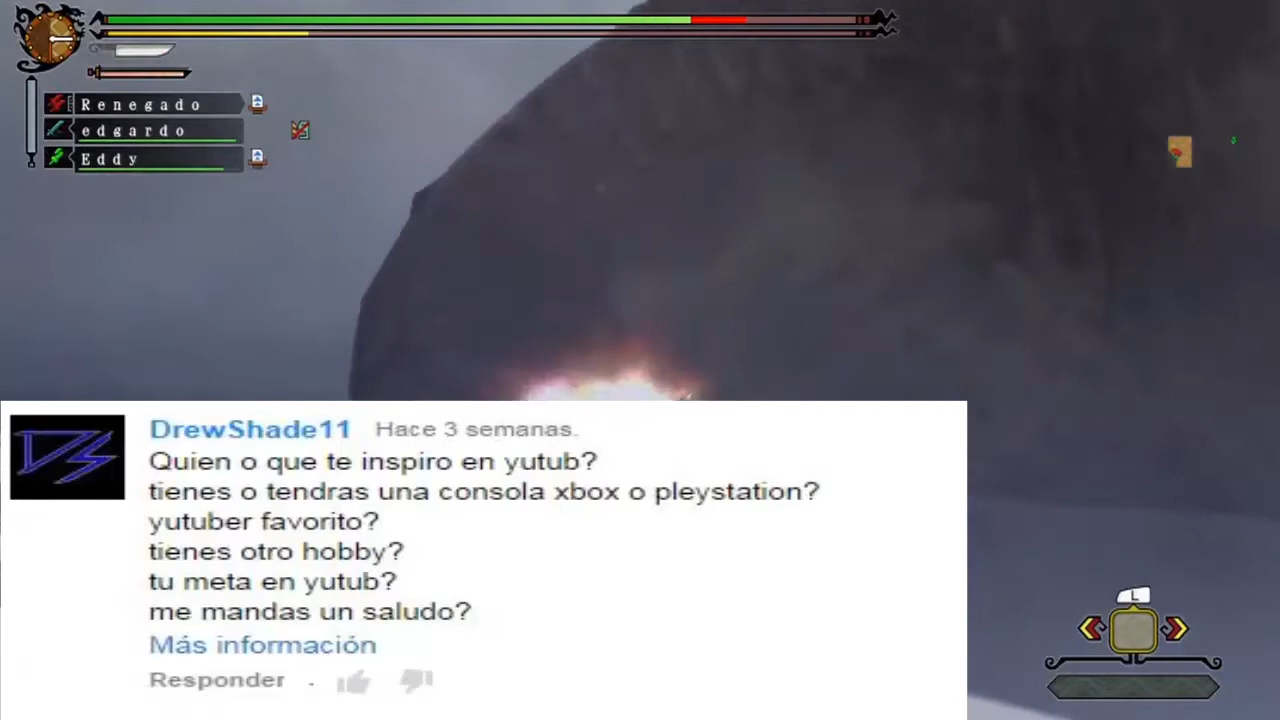 Renegado
edgardo
Eddy
DrewShade11 Hace 3 semanas.
Quien o que te inspiro en yutub?
tienes o tendras una consola xbox o pleystation?
yutuber favorito?
tienes otro hobby?
tu meta en yutub?
me mandas un saludo?
Más información
Responder .
L